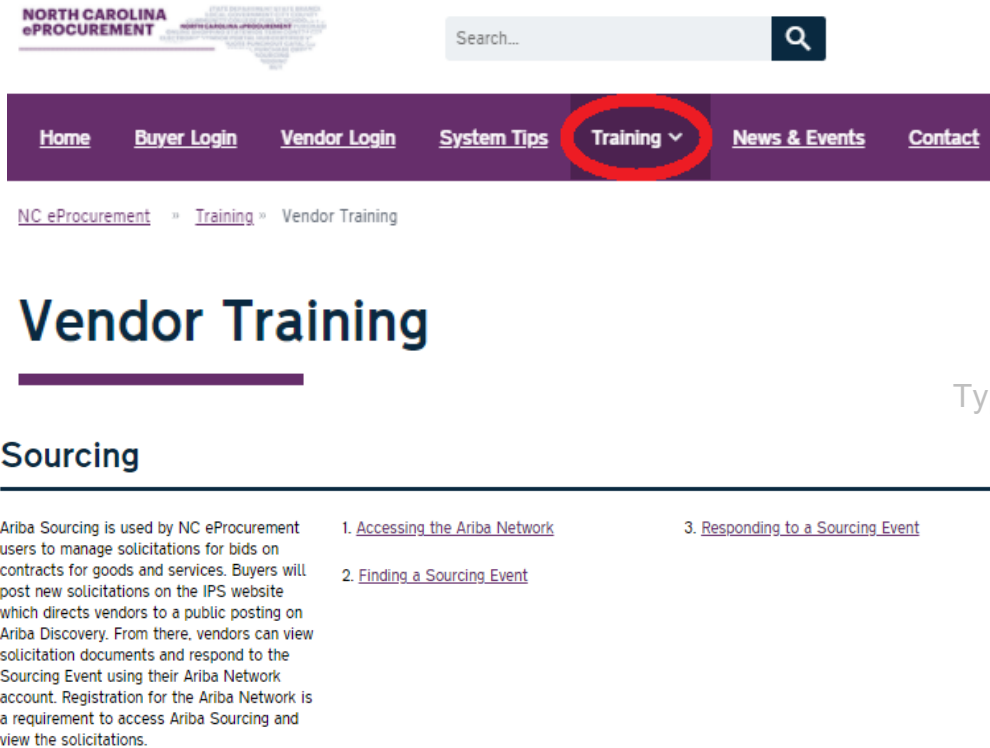 NORTH CAROLINA
ePROCUREMENT
Search...
Home Buyer Login Vendor Login System Tips Training News & Events Contact
NC eProcurement » Training » Vendor Training
Vendor Training
Ty
Sourcing
Ariba Sourcing is used by NC eProcurement
users to manage solicitations for bids on
contracts for goods and services. Buyers will
post new solicitations on the IPS website
which directs vendors to a public posting on
Ariba Discovery. From there, vendors can view
solicitation documents and respond to the
Sourcing Event using their Ariba Network
account. Registration for the Ariba Network is
a requirement to access Ariba Sourcing and
view the solicitations.
1. Accessing the Ariba Network
2. Finding a Sourcing Event
3. Responding to a Sourcing Event